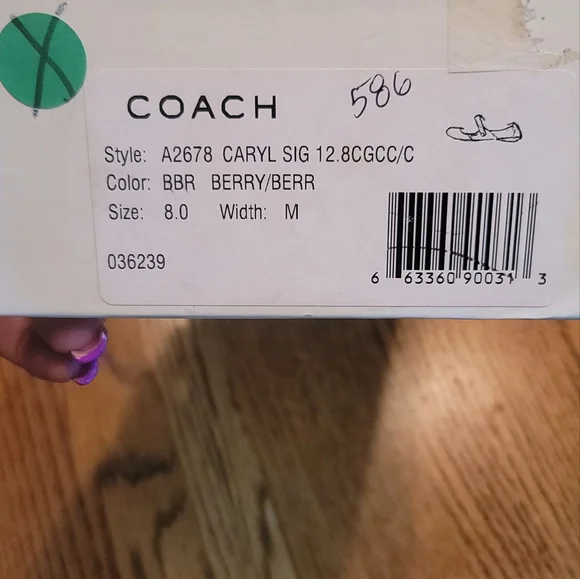 586
COACH
Style: A2678 CARYL SIG 12.8CGCC/C
Color: BBR BERRY/BERR
Size: 8.0 Width: M
036239
6 63360 90031 3